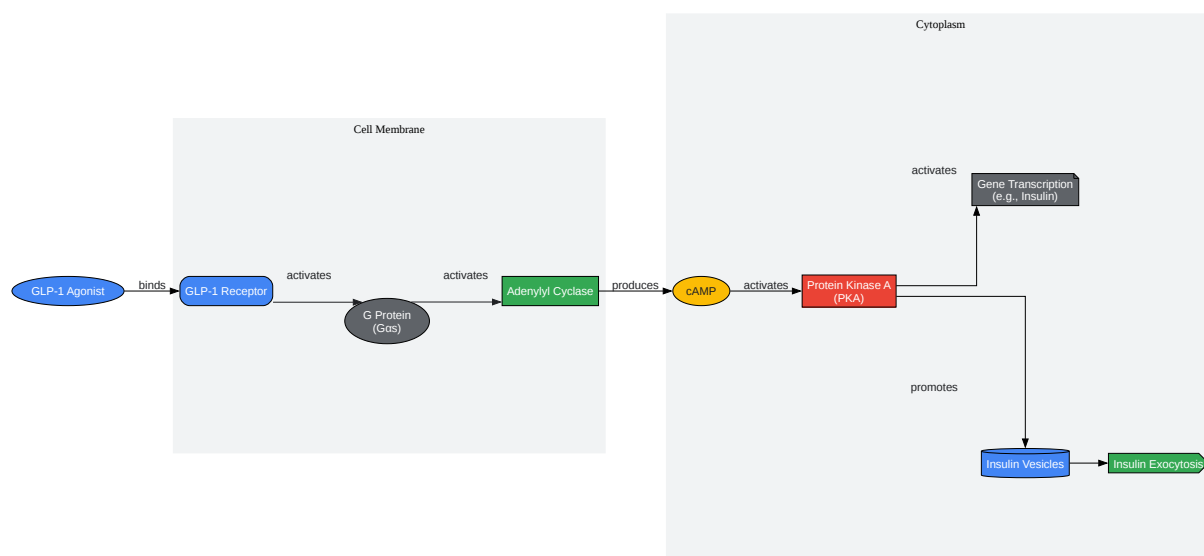 Cytoplasm
Cell Membrane
GLP-1 Agonist
binds
GLP-1 Receptor
activates
G Protein
(Gαs)
activates
Adenylyl Cyclase
produces
cAMP
activates
Protein Kinase A
(PKA)
activates
Gene Transcription
(e.g., Insulin)
promotes
Insulin Vesicles
Insulin Exocytosis